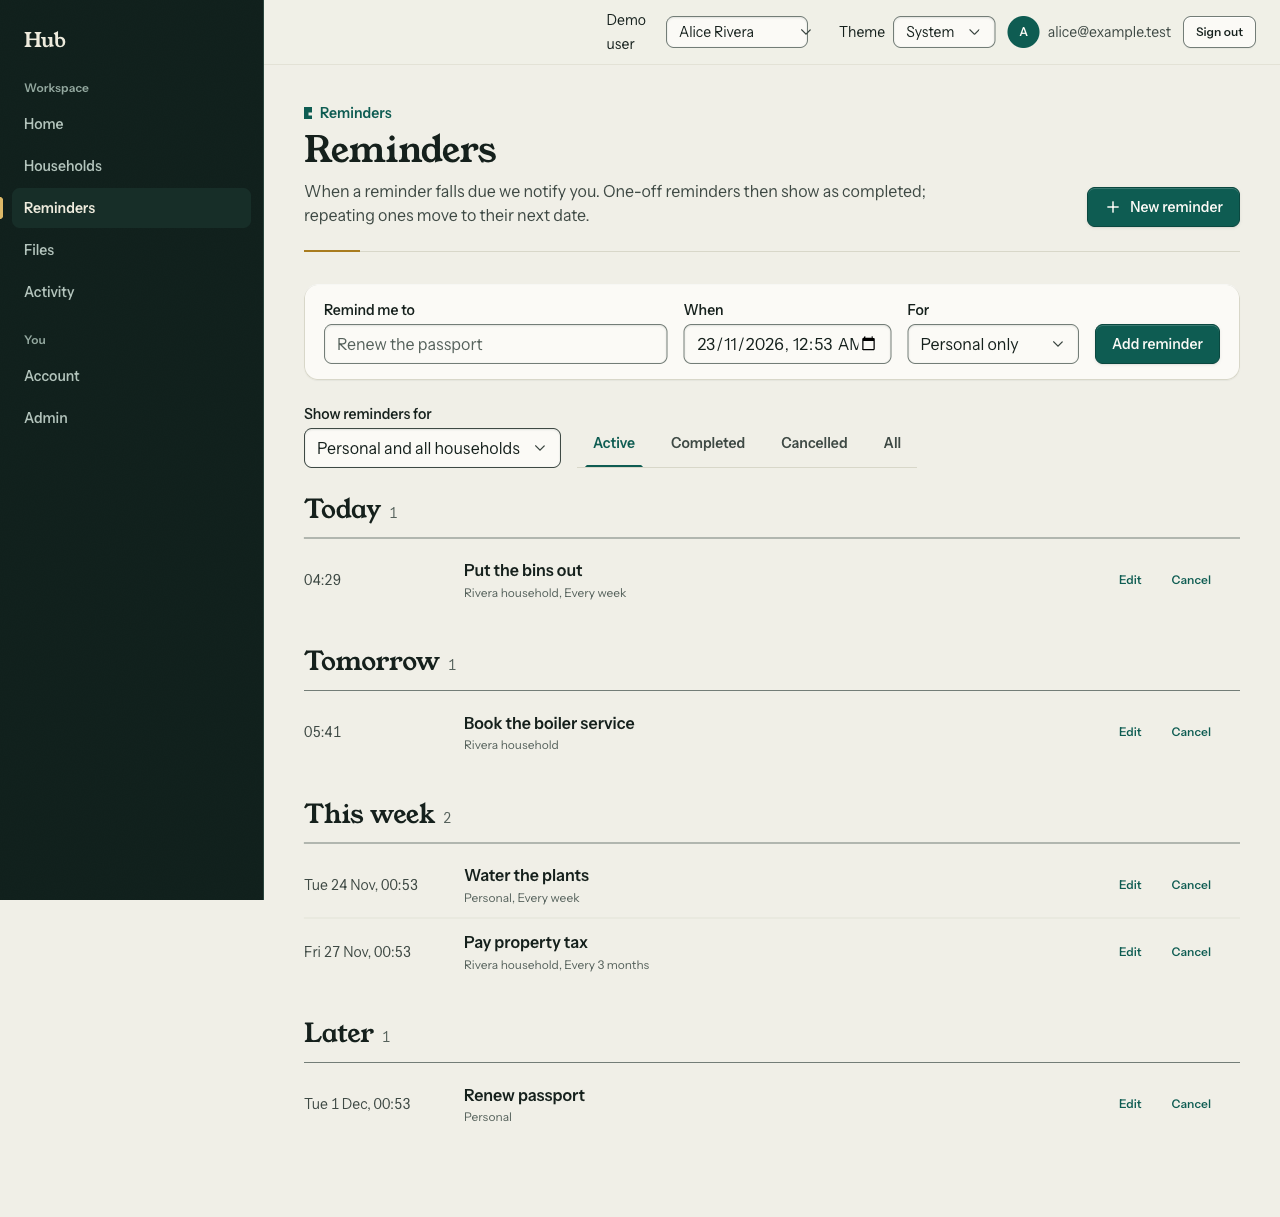 Hub
Workspace
Home
Households
Reminders
Files
Activity
You
Account
Admin
Demo user
Alice Rivera
Theme
System
A
alice@example.test
Sign out
Reminders
Reminders
When a reminder falls due we notify you. One-off reminders then show as completed;
repeating ones move to their next date.
New reminder
Remind me to
Renew the passport
When
23/11/2026, 12:53 AM
For
Personal only
Add reminder
Show reminders for
Personal and all households
Active
Completed
Cancelled
All
Today 1
04:29
Put the bins out
Rivera household, Every week
Edit
Cancel
Tomorrow 1
05:41
Book the boiler service
Rivera household
Edit
Cancel
This week 2
Tue 24 Nov, 00:53
Water the plants
Personal, Every week
Edit
Cancel
Fri 27 Nov, 00:53
Pay property tax
Rivera household, Every 3 months
Edit
Cancel
Later 1
Tue 1 Dec, 00:53
Renew passport
Personal
Edit
Cancel